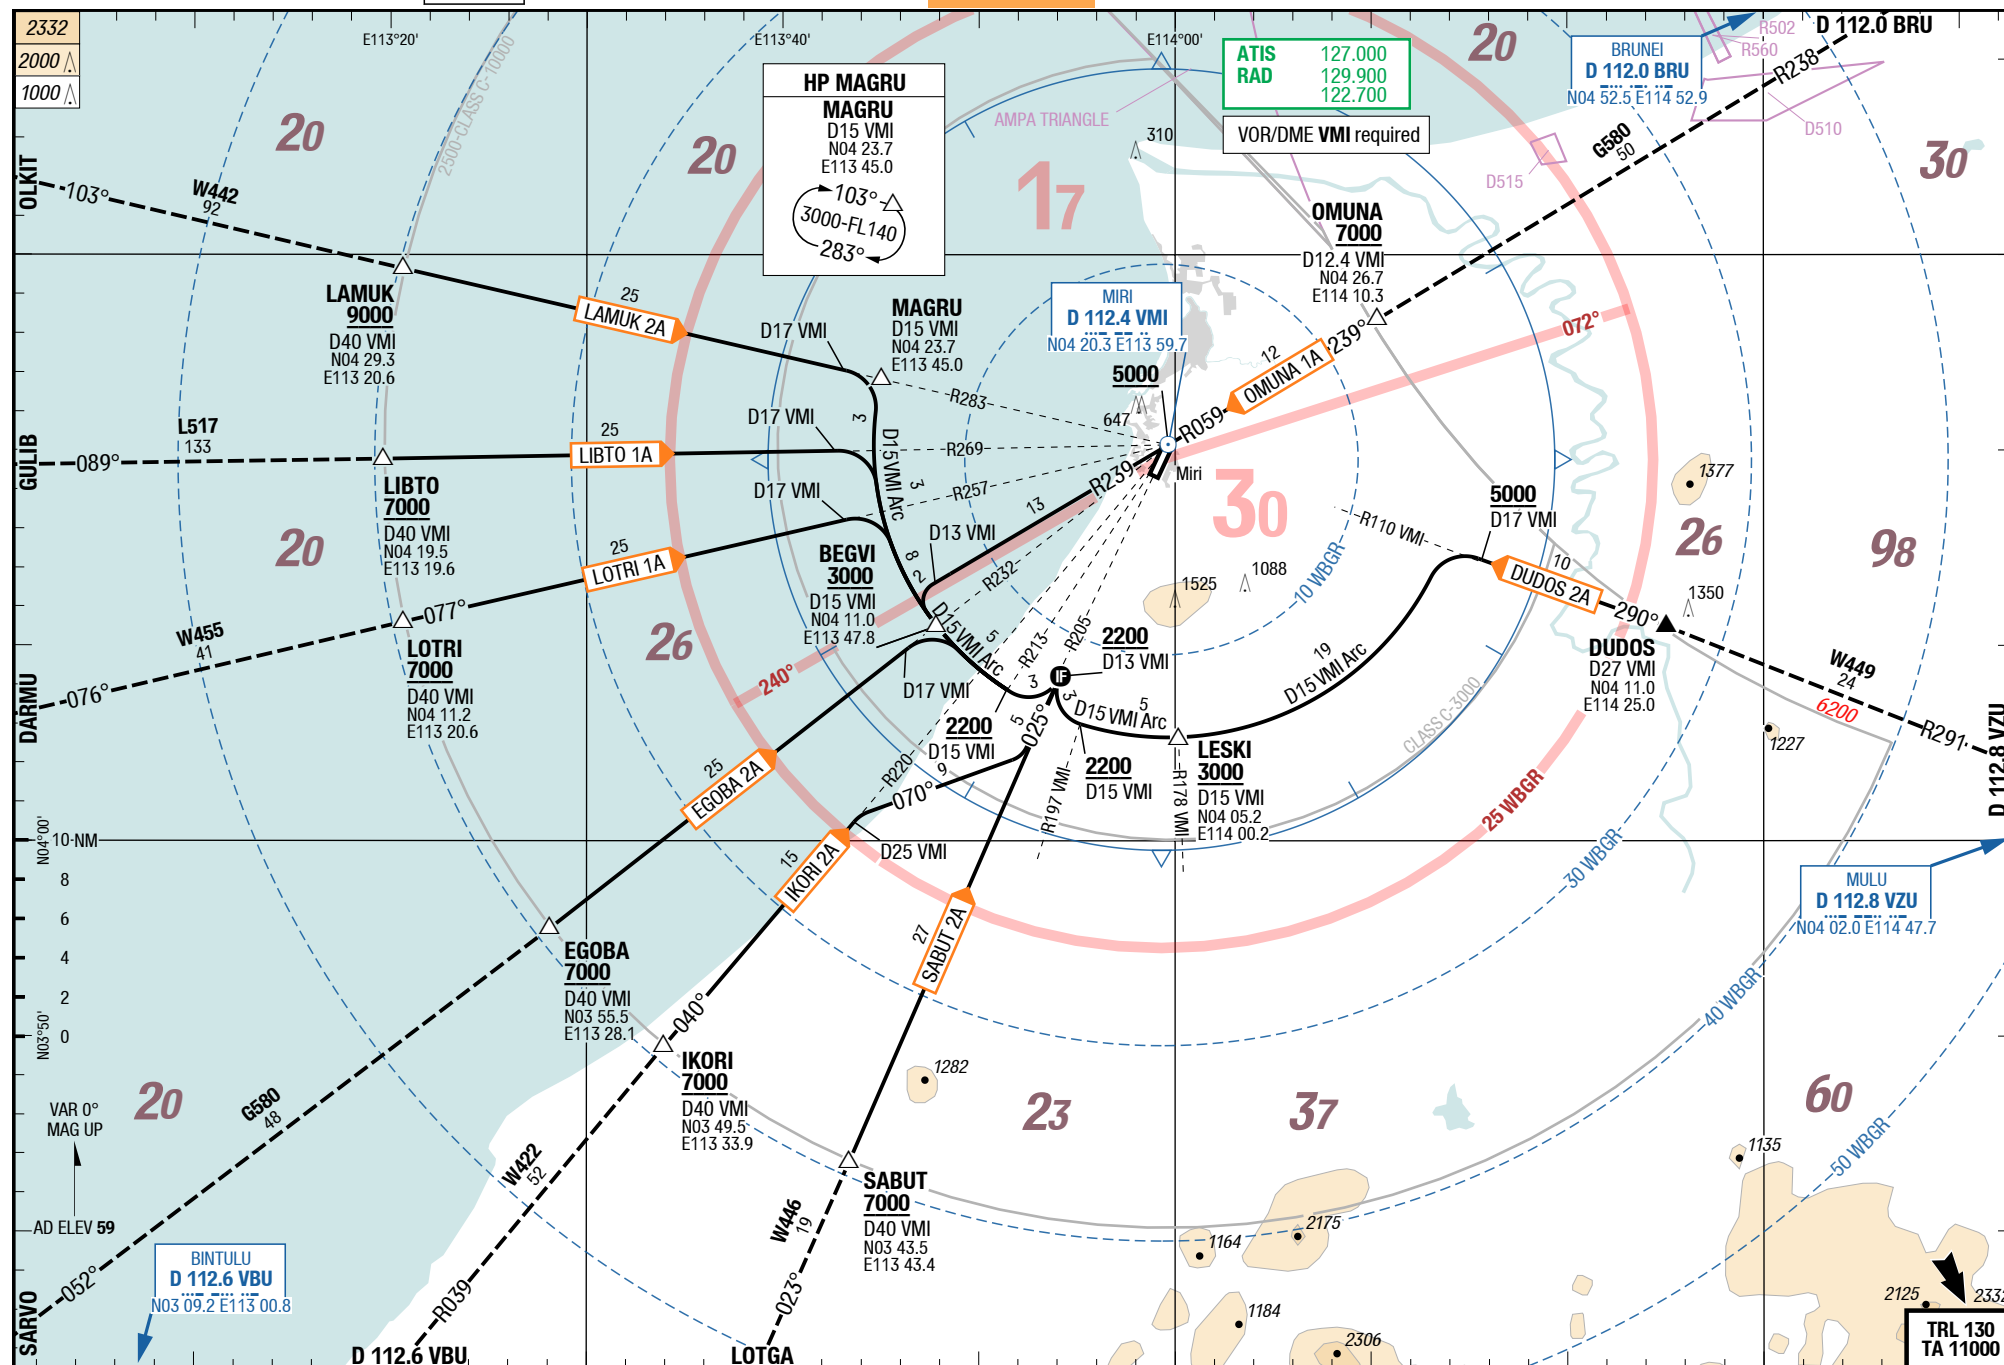 2332
2000
1000
E113°20'
E113°40'
E114°00'
2500-CLASS C-10000
HP MAGRU
MAGRU
D15 VMI
N04 23.7
E113 45.0
103°
3000-FL140
283°
AMPA TRIANGLE
310
ATIS 127.000
RAD 129.900
122.700
VOR/DME VMI required
BRUNEI
D 112.0 BRU
N04 52.5 E114 52.9
D 112.0 BRU
R502
R560
R238
D510
D515
G580
50
20
20
17
20
30
OLKIT
103°
W442
92
LAMUK
9000
D40 VMI
N04 29.3
E113 20.6
25
LAMUK 2A
D17 VMI
MAGRU
D15 VMI
N04 23.7
E113 45.0
MIRI
D 112.4 VMI
N04 20.3 E113 59.7
5000
647
OMUNA
7000
D12.4 VMI
N04 26.7
E114 10.3
239°
12
OMUNA 1A
R059
072°
GULIB
089°
L517
133
LIBTO
7000
D40 VMI
N04 19.5
E113 19.6
25
LIBTO 1A
D17 VMI
3
D15 VMI Arc
3
R283
R269
R257
R239
13
Miri
30
DARMU
076°
W455
41
077°
LOTRI
7000
D40 VMI
N04 11.2
E113 20.6
25
LOTRI 1A
D17 VMI
20
26
8
2
D13 VMI
BEGVI
3000
D15 VMI
N04 11.0
E113 47.8
R232
D15 VMI Arc
5
240°
D17 VMI
R213
R205
3
IF
2200
D13 VMI
1525
1088
10 WBGR
R110 VMI
5000
D17 VMI
10
DUDOS 2A
290°
DUDOS
D27 VMI
N04 11.0
E114 25.0
1377
26
98
1350
W449
24
6200
R291
1227
D 112.8 VZU
19
D15 VMI Arc
CLASS C-3000
2200
D15 VMI
5
025°
3
D15 VMI Arc
5
2200
D15 VMI
R197 VMI
R178 VMI
LESKI
3000
D15 VMI
N04 05.2
E114 00.2
R220
9
070°
D25 VMI
25
EGOBA 2A
15
IKORI 2A
27
SABUT 2A
25 WBGR
30 WBGR
40 WBGR
50 WBGR
MULU
D 112.8 VZU
N04 02.0 E114 47.7
N04°00'
10 NM
8
6
4
2
0
N03°50'
EGOBA
7000
D40 VMI
N03 55.5
E113 28.1
040°
IKORI
7000
D40 VMI
N03 49.5
E113 33.9
1282
SABUT
7000
D40 VMI
N03 43.5
E113 43.4
20
23
37
60
VAR 0°
MAG UP
AD ELEV 59
G580
48
W422
52
W446
19
052°
SARVO
BINTULU
D 112.6 VBU
N03 09.2 E113 00.8
R039
D 112.6 VBU
023°
LOTGA
1164
2175
1184
2306
1135
2125
2332
TRL 130
TA 11000